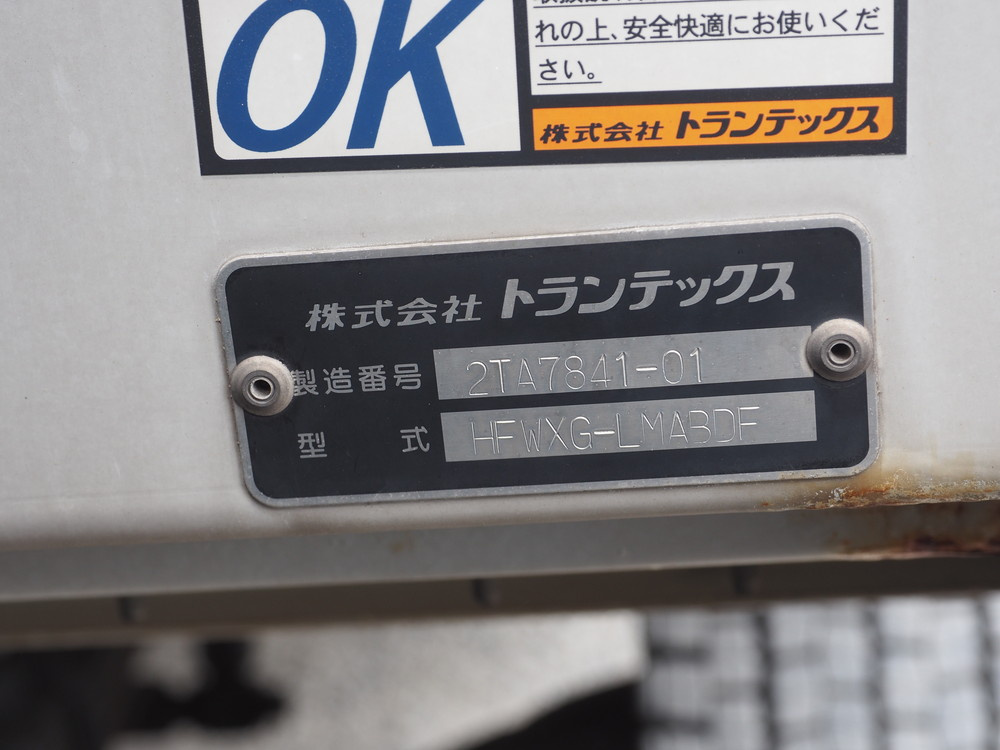 OK
れの上、安全快適にお使いくだ
さい。
株式会社 トランテックス
株式会社 トランテックス
製造番号 2TA7841-01
型 式 HFWXG-LMABDF